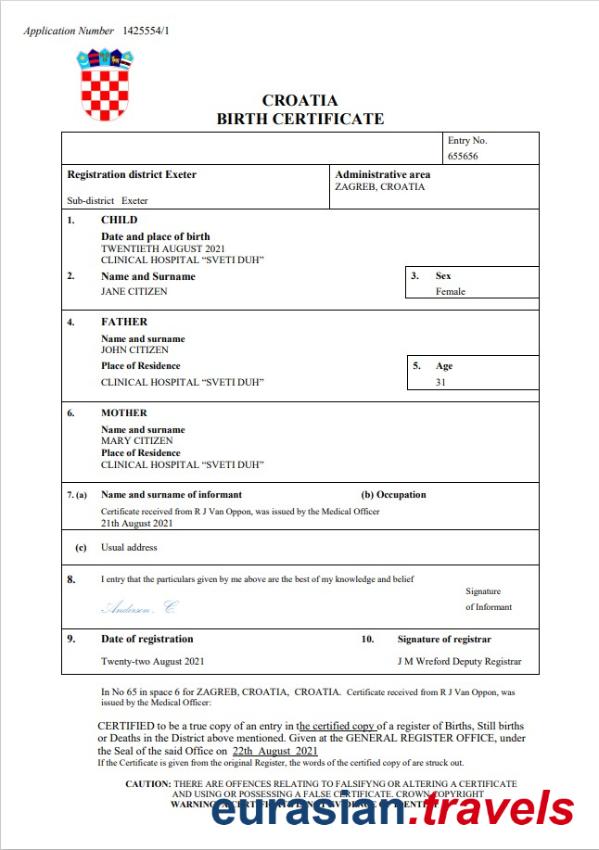 Application Number 1425554/1
CROATIA
BIRTH CERTIFICATE
Entry No.
655656
Registration district Exeter
Sub-district Exeter
Administrative area
ZAGREB, CROATIA
1. CHILD
Date and place of birth
TWENTIETH AUGUST 2021
CLINICAL HOSPITAL “SVETI DUH”
2. Name and Surname
JANE CITIZEN
3. Sex
Female
4. FATHER
Name and surname
JOHN CITIZEN
Place of Residence
CLINICAL HOSPITAL “SVETI DUH”
5. Age
31
6. MOTHER
Name and surname
MARY CITIZEN
Place of Residence
CLINICAL HOSPITAL “SVETI DUH”
7. (a) Name and surname of informant (b) Occupation
Certificate received from R J Van Oppon, was issued by the Medical Officer
21th August 2021
(c) Usual address
8. I entry that the particulars given by me above are the best of my knowledge and belief
Anderson. C.
Signature
of Informant
9. Date of registration
Twenty-two August 2021
10. Signature of registrar
J M Wreford Deputy Registrar
In No 65 in space 6 for ZAGREB, CROATIA, CROATIA. Certificate received from R J Van Oppon, was
issued by the Medical Officer:
CERTIFIED to be a true copy of an entry in the certified copy of a register of Births, Still births
or Deaths in the District above mentioned. Given at the GENERAL REGISTER OFFICE, under
the Seal of the said Office on 22th August 2021
If the Certificate is given from the original Register, the words of the certified copy of are struck out.
CAUTION: THERE ARE OFFENCES RELATING TO FALSIFYNG OR ALTERING A CERTIFICATE
AND USING OR POSSESSING A FALSE CERTIFICATE. CROWN COPYRIGHT
WARNING: A CERTIFICATE IS NOT EVIDENCE OF IDENTITY
eurasian.travels